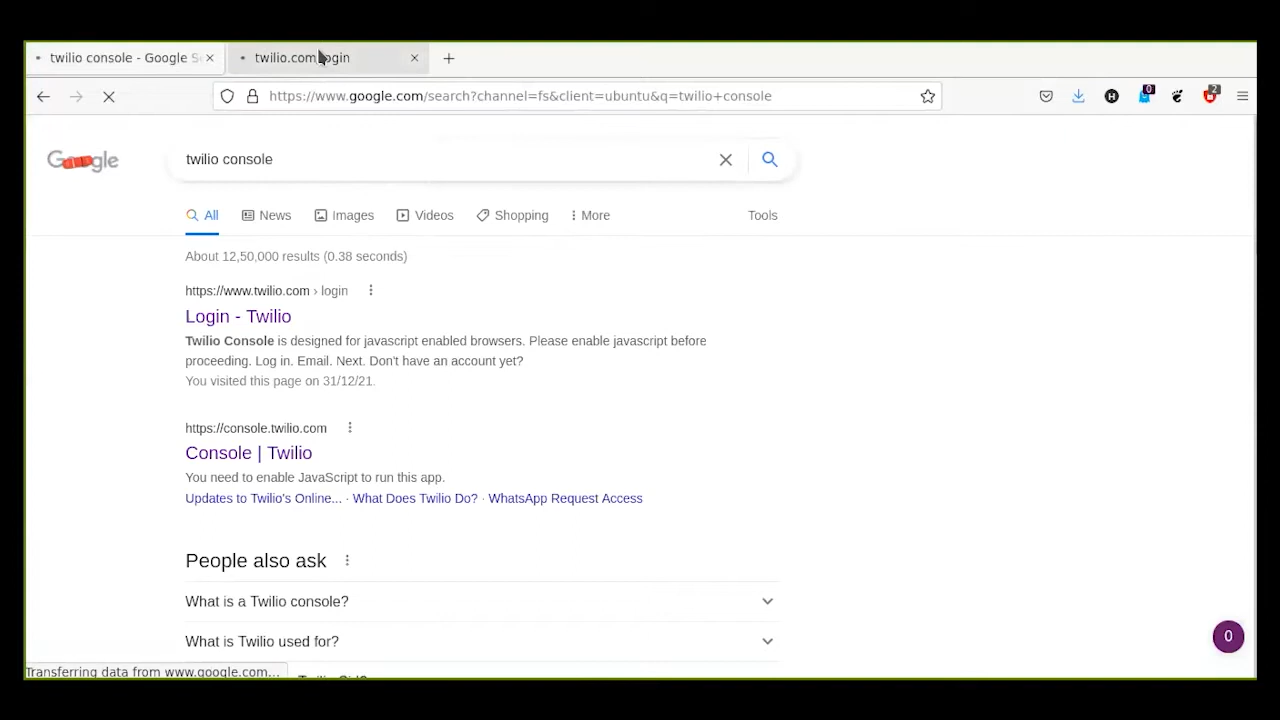 twilio console - Google S
twilio.com login
https://www.google.com/search?channel=fs&client=ubuntu&q=twilio+console
0
2
Google
twilio console
All
News
Images
Videos
Shopping
More
Tools
About 12,50,000 results (0.38 seconds)
https://www.twilio.com › login
Login - Twilio
Twilio Console is designed for javascript enabled browsers. Please enable javascript before
proceeding. Log in. Email. Next. Don't have an account yet?
You visited this page on 31/12/21.
https://console.twilio.com
Console | Twilio
You need to enable JavaScript to run this app.
Updates to Twilio's Online... · What Does Twilio Do? · WhatsApp Request Access
People also ask
What is a Twilio console?
What is Twilio used for?
0
Transferring data from www.google.com...